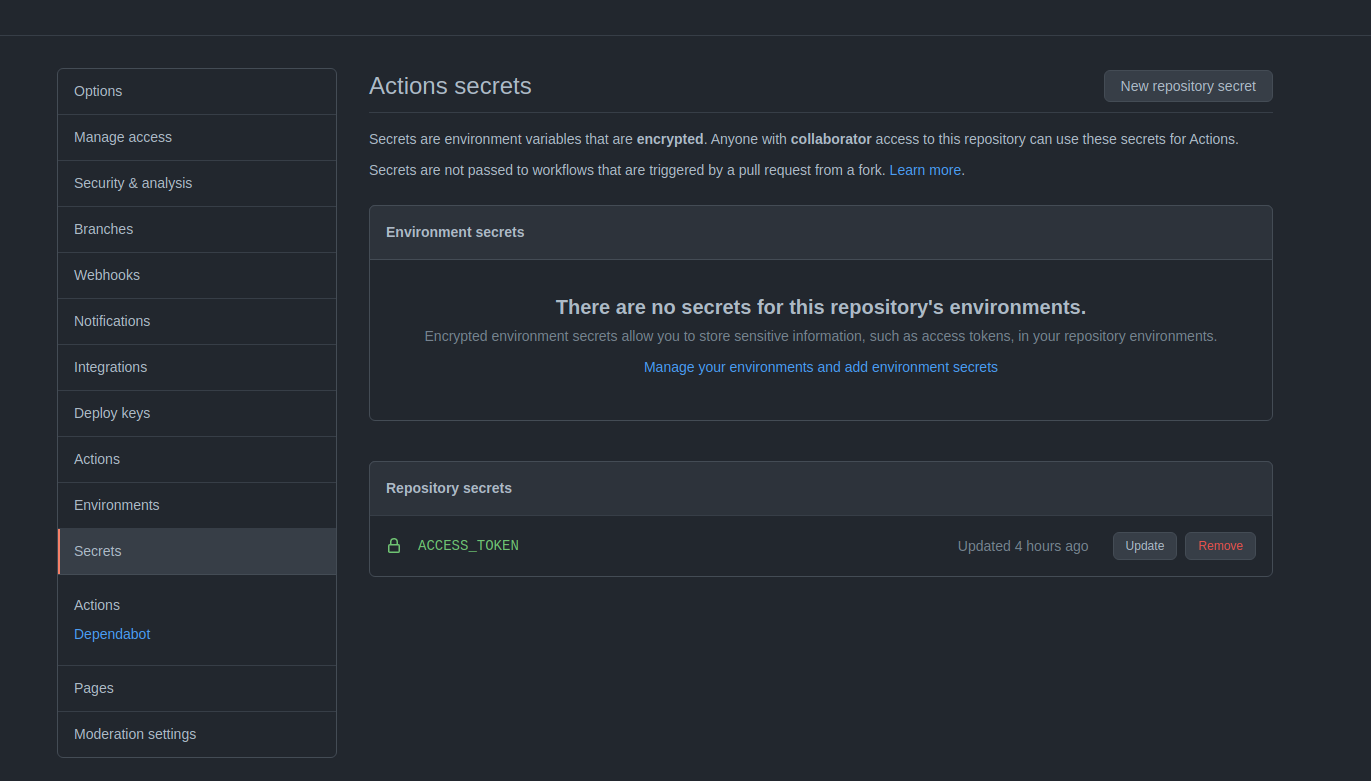 Options
Manage access
Security & analysis
Branches
Webhooks
Notifications
Integrations
Deploy keys
Actions
Environments
Secrets
Actions
Dependabot
Pages
Moderation settings
Actions secrets
New repository secret
Secrets are environment variables that are encrypted. Anyone with collaborator access to this repository can use these secrets for Actions.
Secrets are not passed to workflows that are triggered by a pull request from a fork. Learn more.
Environment secrets
There are no secrets for this repository's environments.
Encrypted environment secrets allow you to store sensitive information, such as access tokens, in your repository environments.
Manage your environments and add environment secrets
Repository secrets
ACCESS_TOKEN Updated 4 hours ago Update Remove